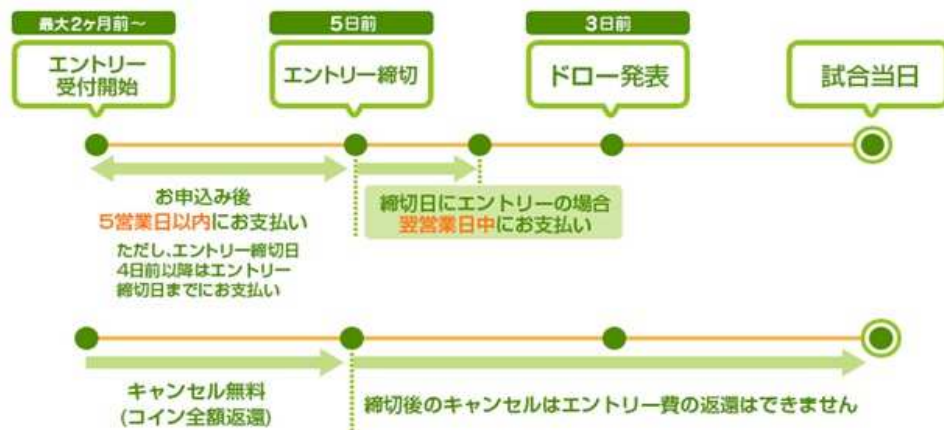 最大2ヶ月前～
5日前
3日前
エントリー
受付開始
エントリー締切
ドロー発表
試合当日
お申込み後
5営業日以内にお支払い
ただし、エントリー締切日
4日前以降はエントリー
締切日までにお支払い
締切日にエントリーの場合
翌営業日中にお支払い
キャンセル無料
(コイン全額返還)
締切後のキャンセルはエントリー費の返還はできません